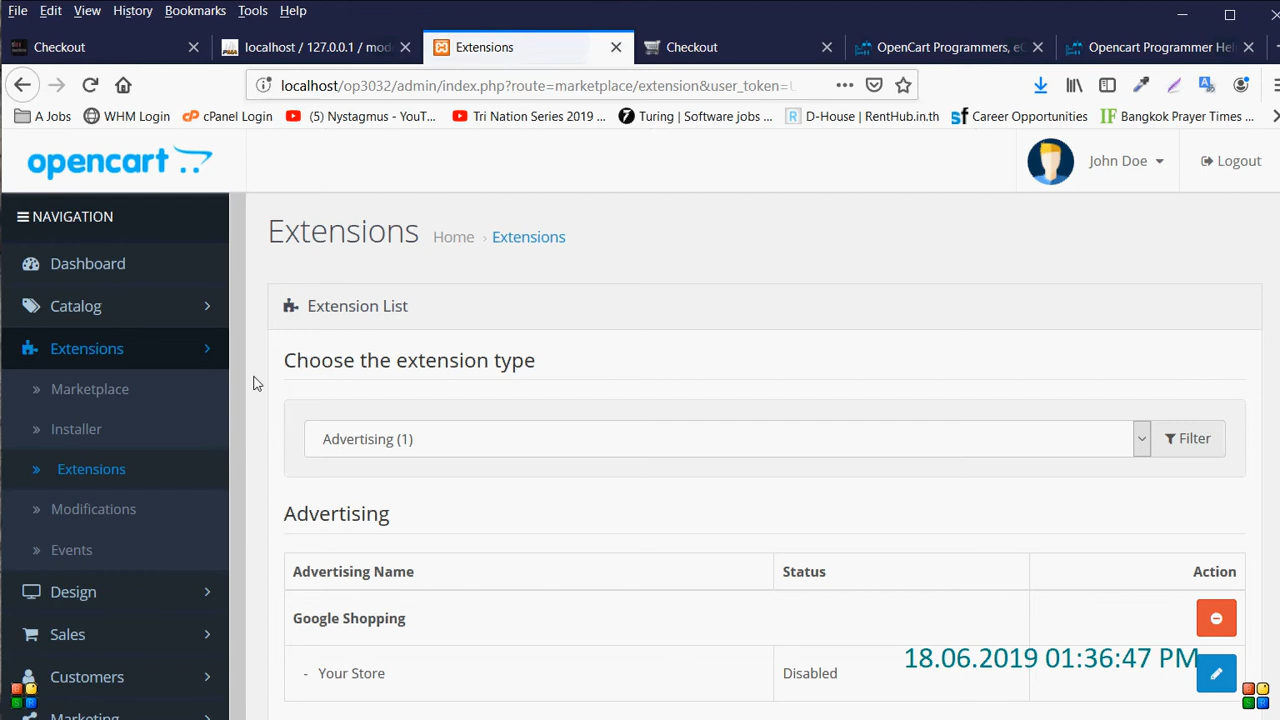 File Edit View History Bookmarks Tools Help
Checkout
localhost / 127.0.0.1 / mod
Extensions
Checkout
OpenCart Programmers, eC
Opencart Programmer Hel
localhost/op3032/admin/index.php?route=marketplace/extension&user_token=
A Jobs
WHM Login
cPanel Login
(5) Nystagmus - YouT...
Tri Nation Series 2019 ...
Turing | Software jobs ...
D-House | RentHub.in.th
Career Opportunities
Bangkok Prayer Times ...
opencart
John Doe
Logout
NAVIGATION
Dashboard
Catalog
Extensions
Marketplace
Installer
Extensions
Modifications
Events
Design
Sales
Customers
Marketing
Extensions
Home › Extensions
Extension List
Choose the extension type
Advertising (1)
Filter
Advertising
Advertising Name Status Action
Google Shopping
- Your Store Disabled
18.06.2019 01:36:47 PM